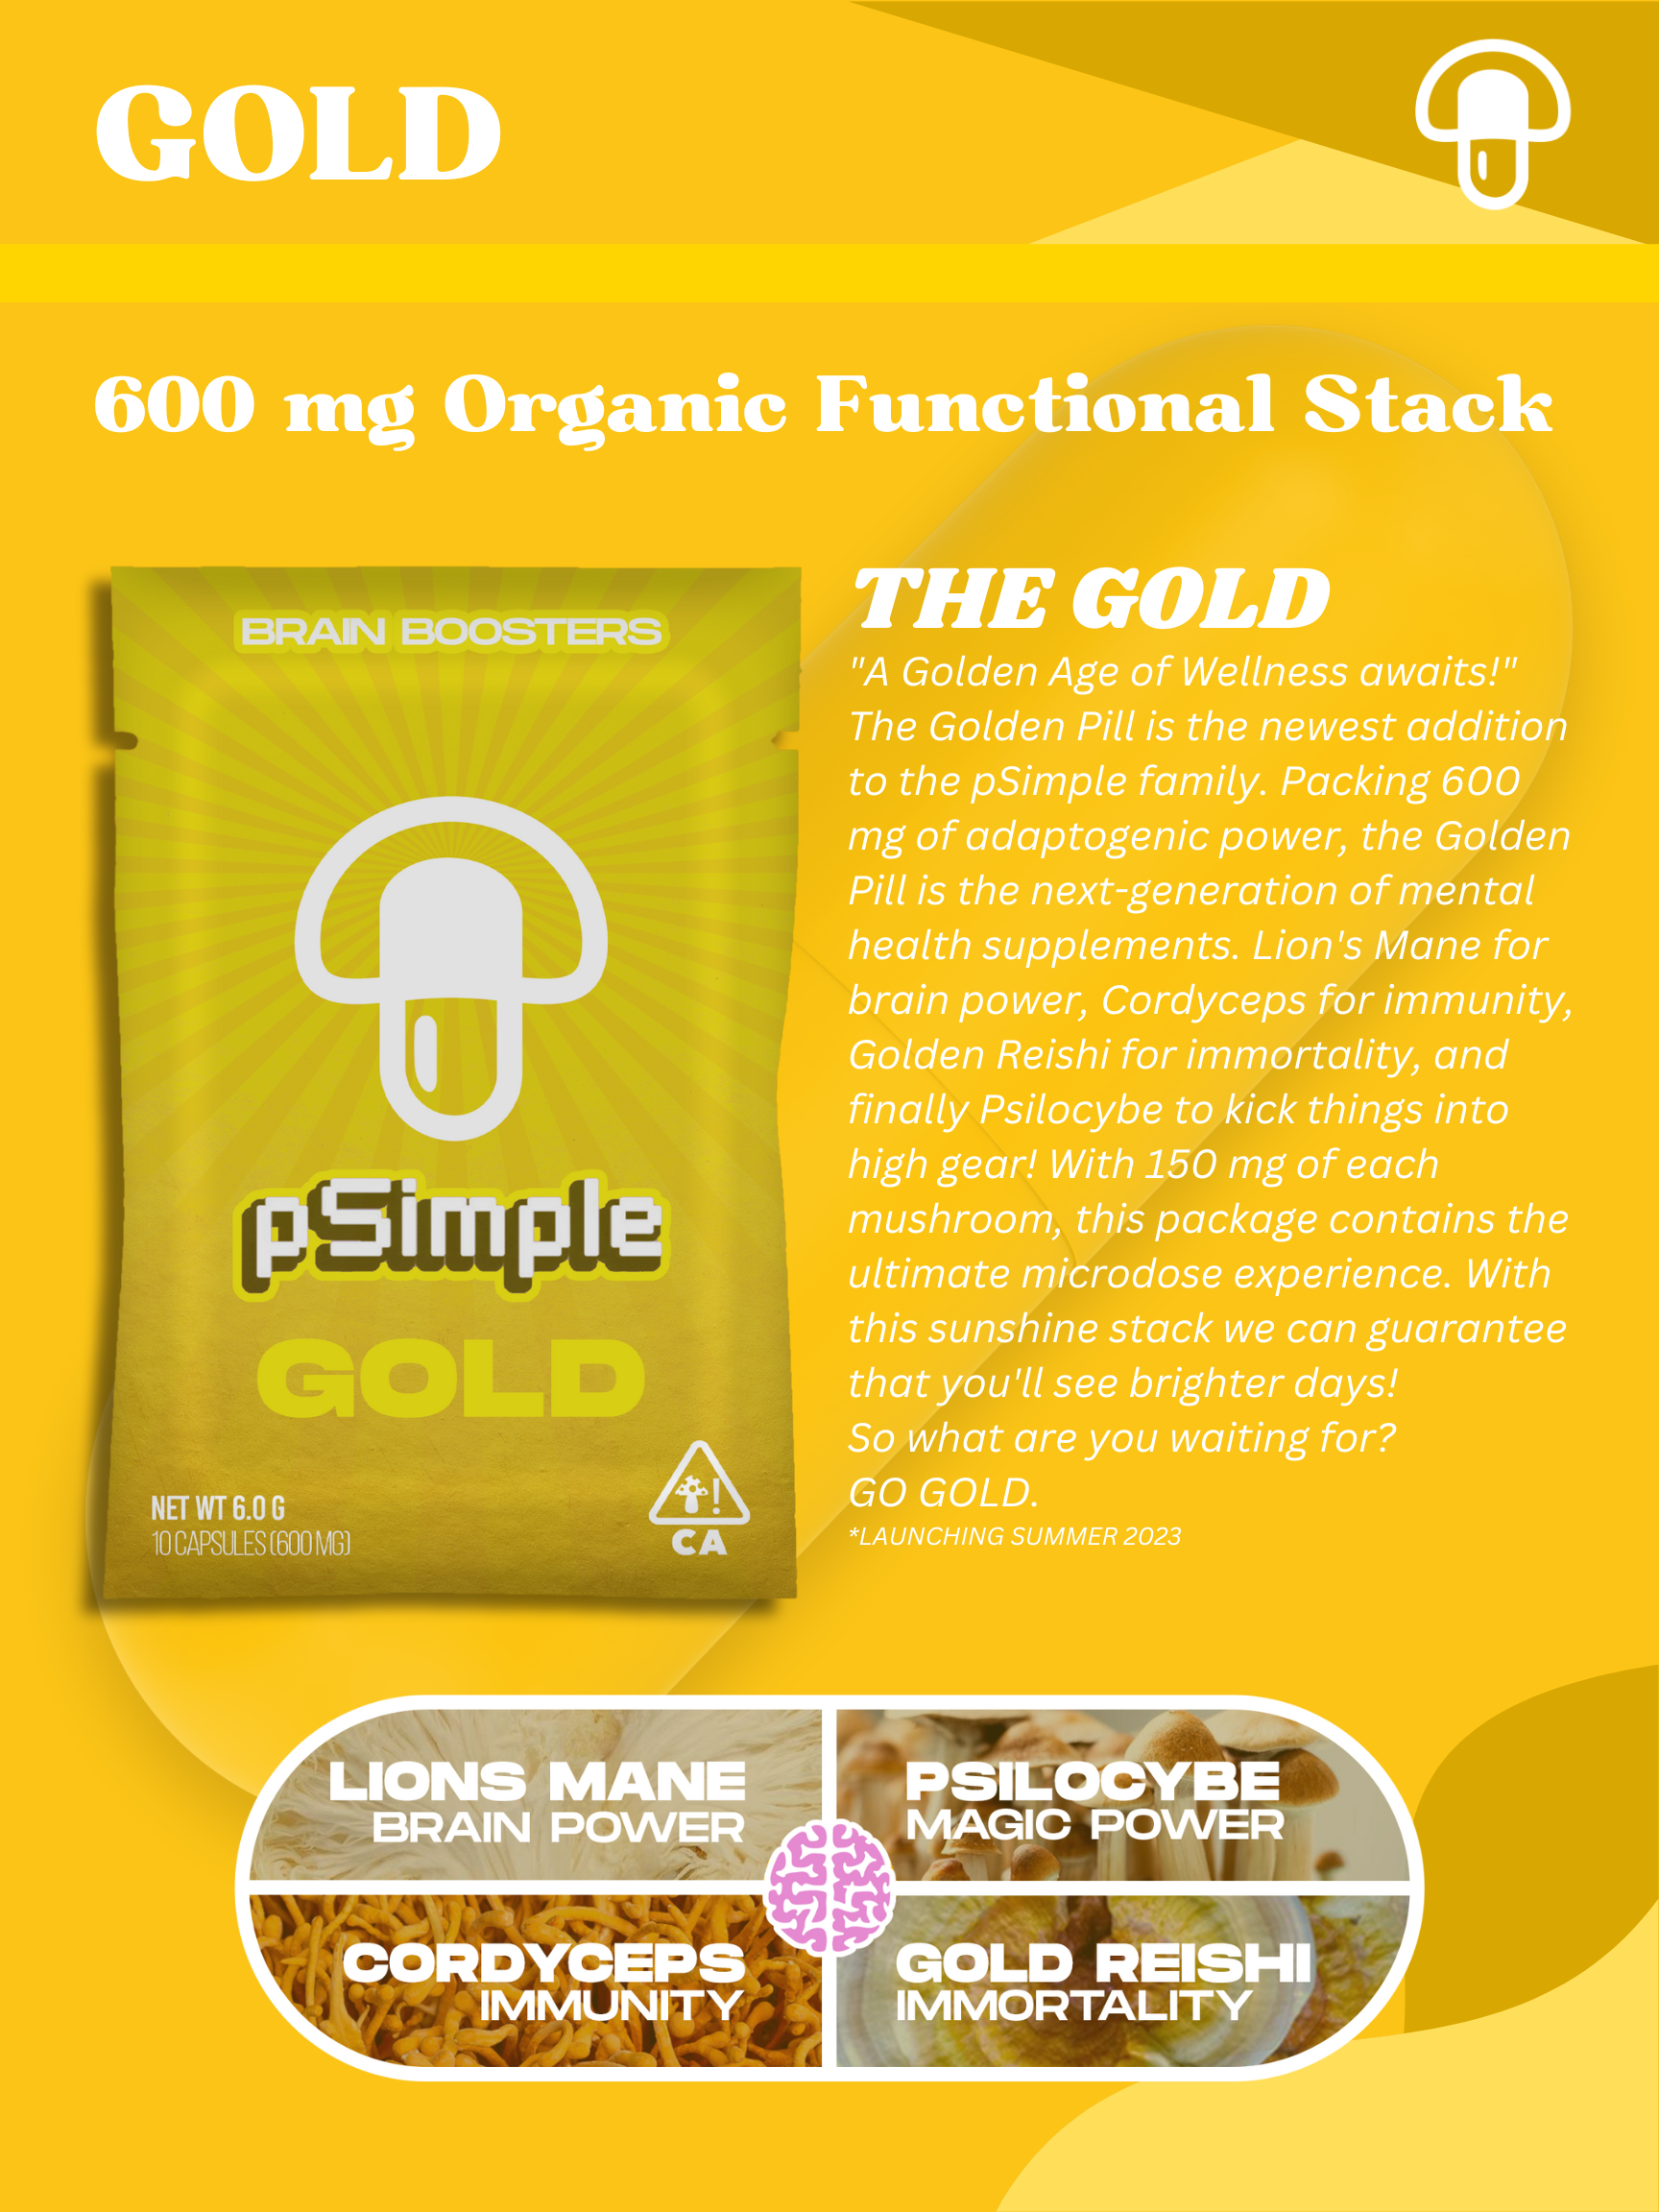 GOLD
600 mg Organic Functional Stack
BRAIN BOOSTERS
pSimple
GOLD
NET WT 6.0 G
10 CAPSULES (600 MG)
CA
THE GOLD
"A Golden Age of Wellness awaits!"
The Golden Pill is the newest addition
to the pSimple family. Packing 600
mg of adaptogenic power, the Golden
Pill is the next-generation of mental
health supplements. Lion's Mane for
brain power, Cordyceps for immunity,
Golden Reishi for immortality, and
finally Psilocybe to kick things into
high gear! With 150 mg of each
mushroom, this package contains the
ultimate microdose experience. With
this sunshine stack we can guarantee
that you'll see brighter days!
So what are you waiting for?
GO GOLD.
*LAUNCHING SUMMER 2023
LIONS MANE
BRAIN POWER
PSILOCYBE
MAGIC POWER
CORDYCEPS
IMMUNITY
GOLD REISHI
IMMORTALITY